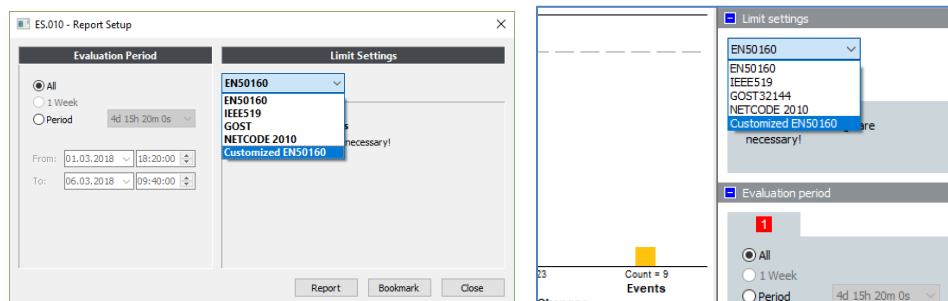 ES.010 - Report Setup
Evaluation Period
All
1 Week
Period
4d 15h 20m 0s
From:
01.03.2018
18:20:00
To:
06.03.2018
09:40:00
Limit Settings
EN50160
EN50160
IEEE519
GOST
NETCODE 2010
necessary!
Customized EN50160
Report
Bookmark
Close
23
Count = 9
Events
Limit settings
EN50160
EN50160
IEEE519
GOST32144
NETCODE 2010
Customized EN50160
are
necessary!
Evaluation period
1
All
1 Week
Period
4d 15h 20m 0s